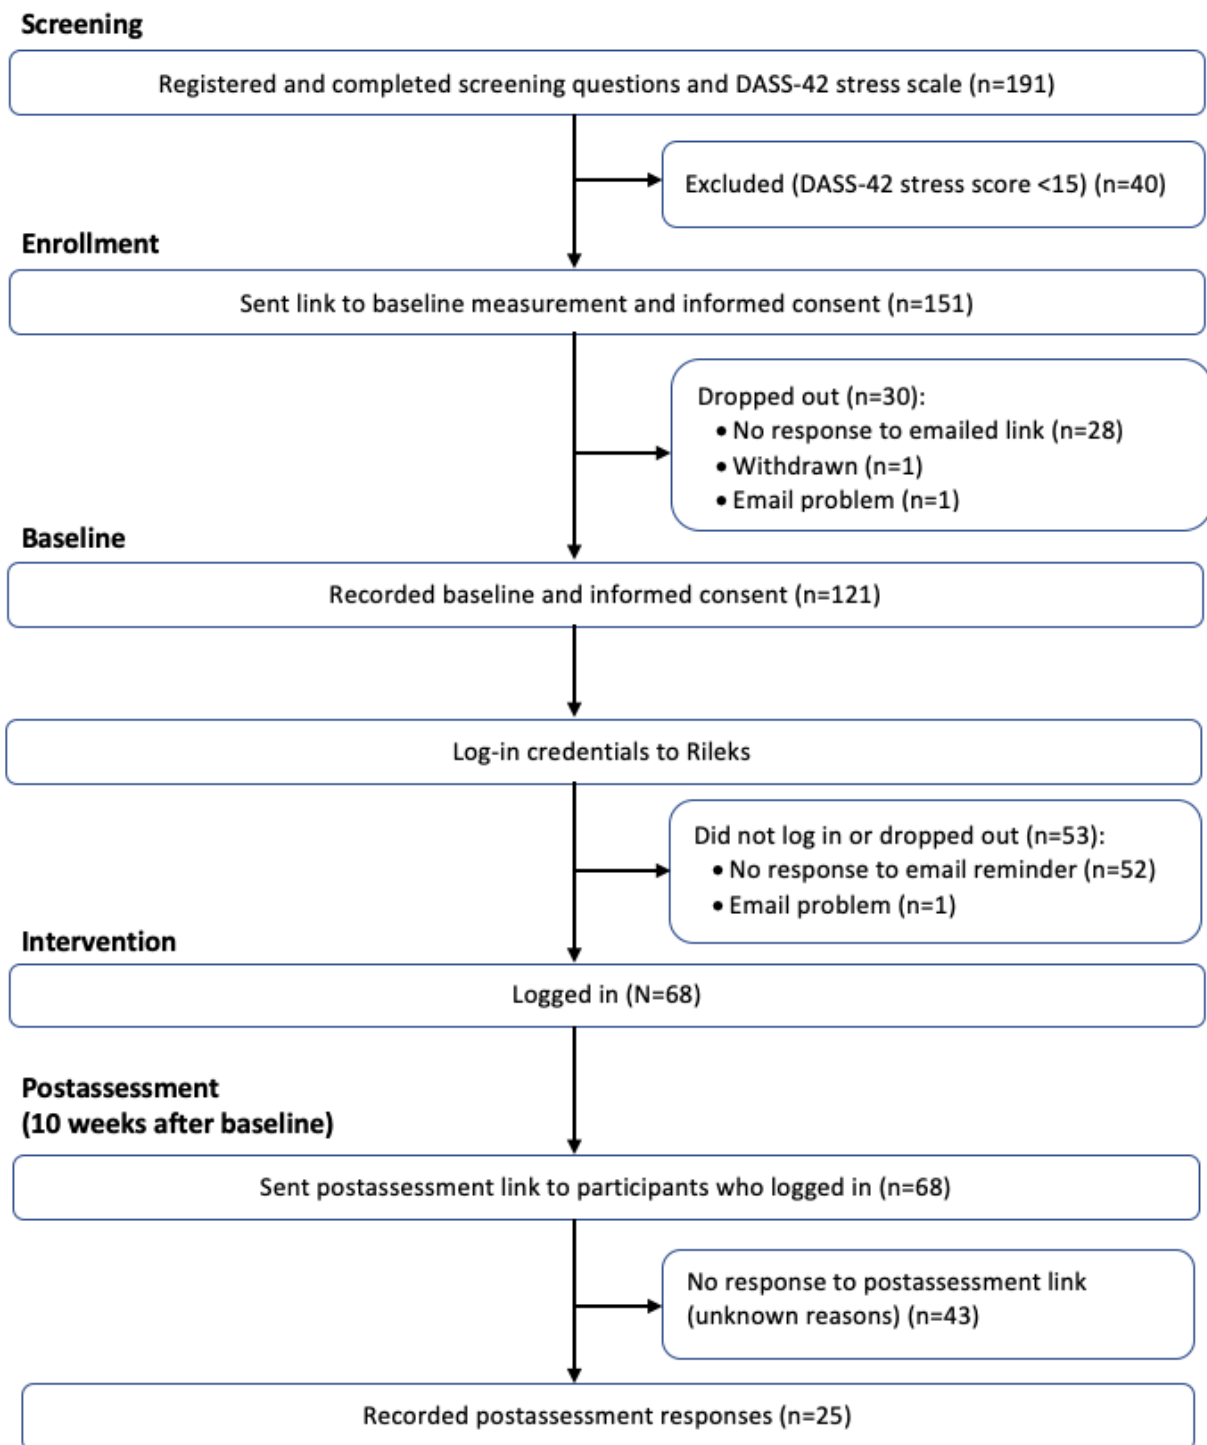 Screening
Registered and completed screening questions and DASS-42 stress scale (n=191)
Excluded (DASS-42 stress score <15) (n=40)
Enrollment
Sent link to baseline measurement and informed consent (n=151)
Dropped out (n=30):
• No response to emailed link (n=28)
• Withdrawn (n=1)
• Email problem (n=1)
Baseline
Recorded baseline and informed consent (n=121)
Log-in credentials to Rileks
Did not log in or dropped out (n=53):
• No response to email reminder (n=52)
• Email problem (n=1)
Intervention
Logged in (N=68)
Postassessment
(10 weeks after baseline)
Sent postassessment link to participants who logged in (n=68)
No response to postassessment link
(unknown reasons) (n=43)
Recorded postassessment responses (n=25)